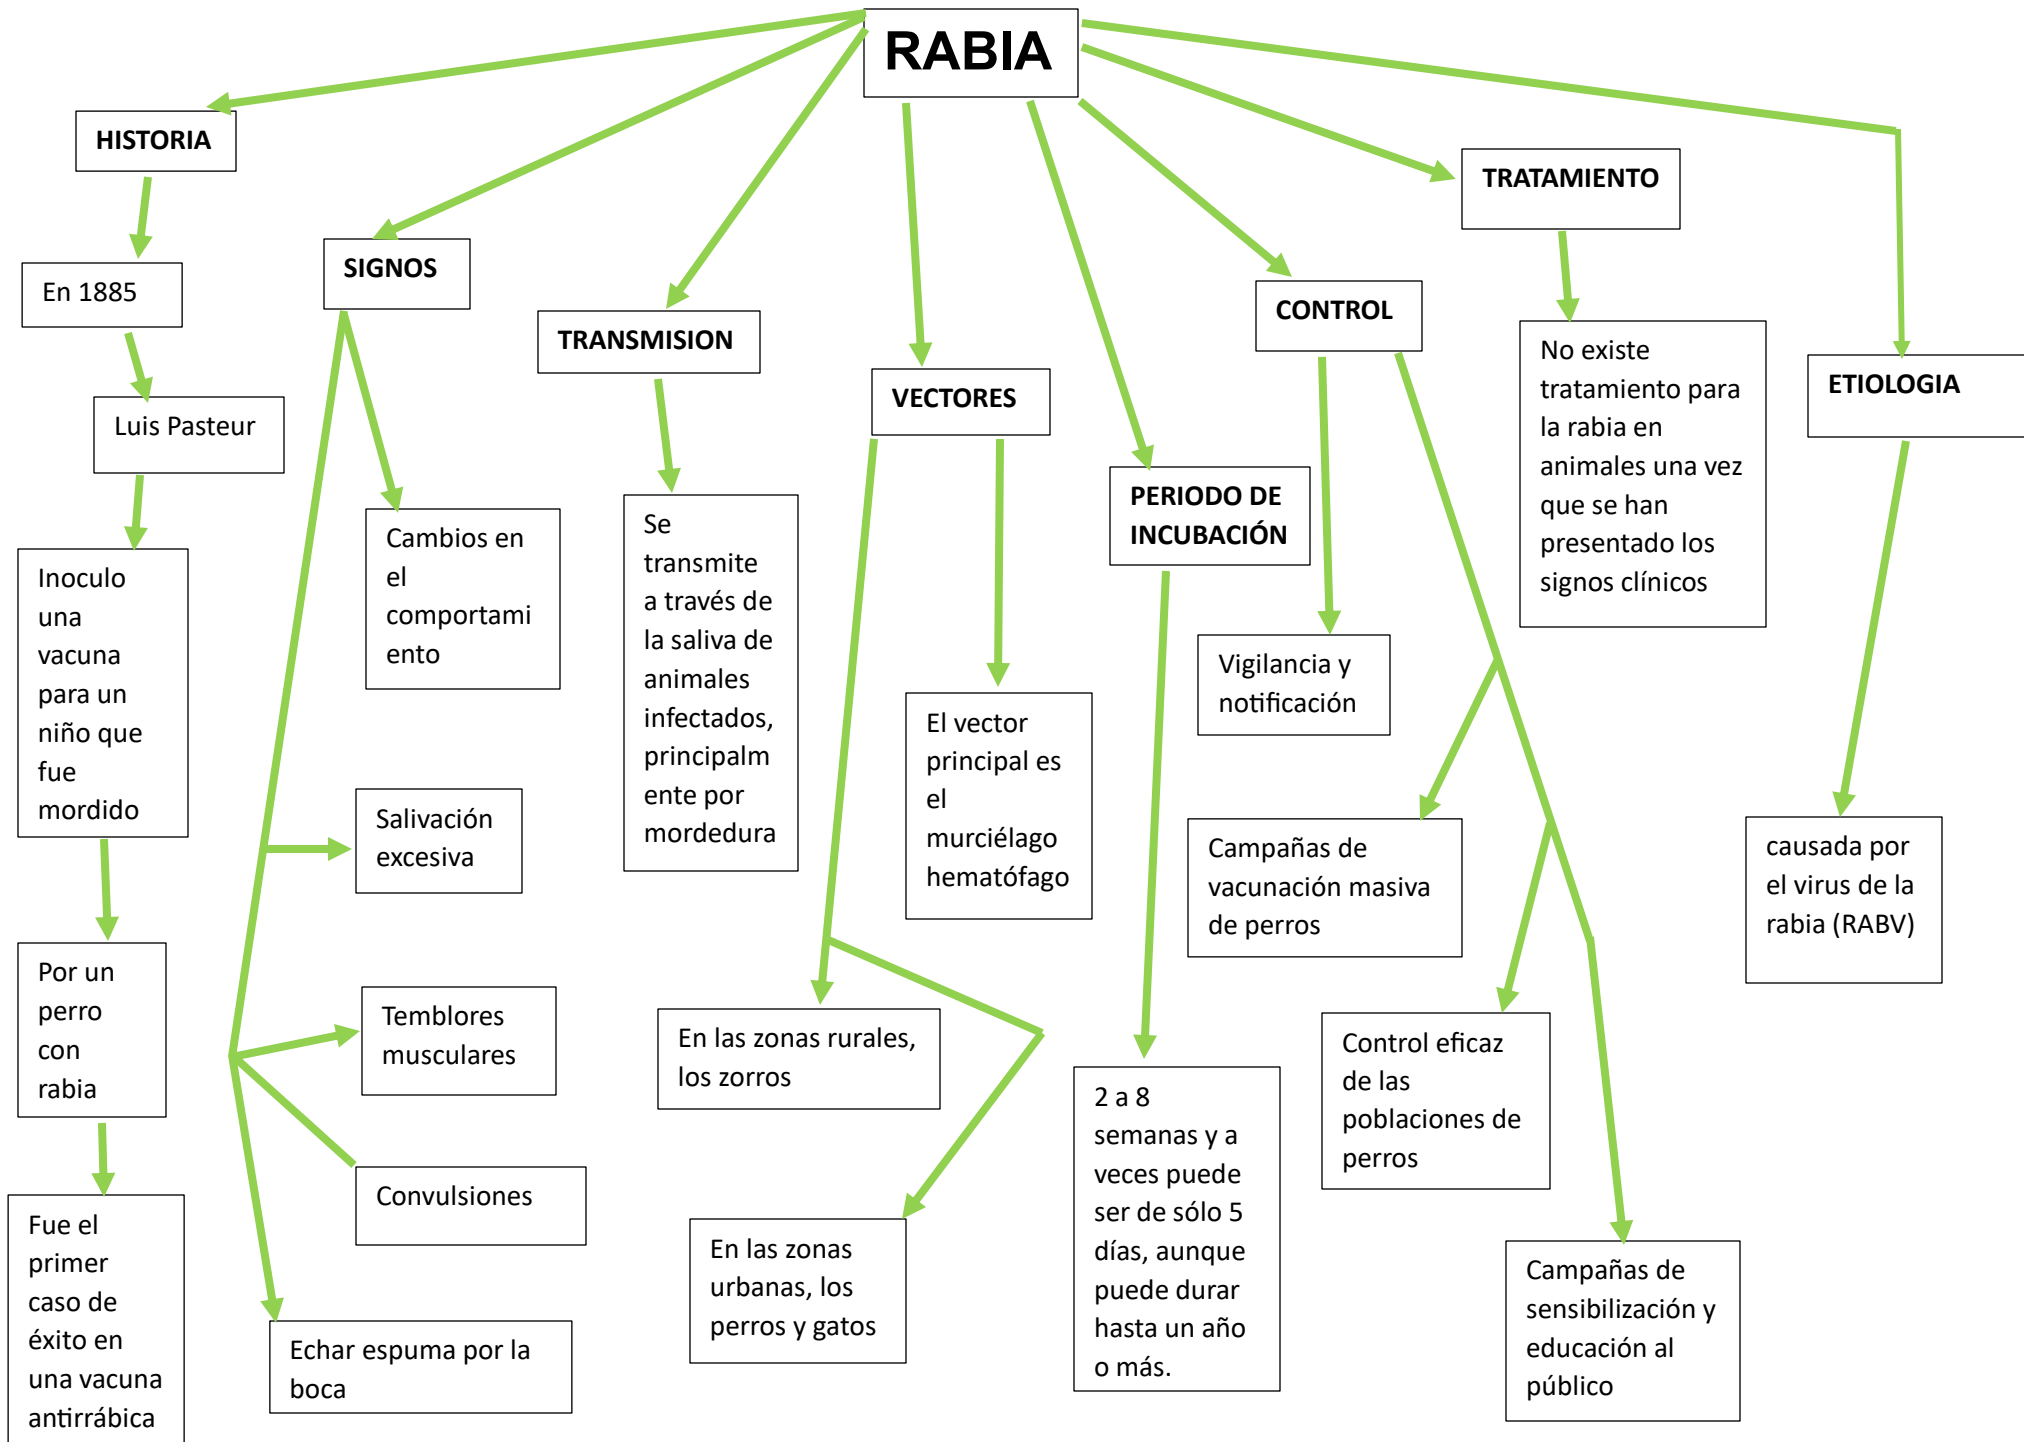 RABIA
HISTORIA
En 1885
Luis Pasteur
Inoculo
una
vacuna
para un
niño que
fue
mordido
Por un
perro
con
rabia
Fue el
primer
caso de
éxito en
una vacuna
antirrábica
SIGNOS
Cambios en
el
comportami
ento
Salivación
excesiva
Temblores
musculares
Convulsiones
Echar espuma por la
boca
TRANSMISION
Se
transmite
a través de
la saliva de
animales
infectados,
principalm
ente por
mordedura
VECTORES
El vector
principal es
el
murciélago
hematófago
En las zonas rurales,
los zorros
En las zonas
urbanas, los
perros y gatos
PERIODO DE
INCUBACIÓN
2 a 8
semanas y a
veces puede
ser de sólo 5
días, aunque
puede durar
hasta un año
o más.
CONTROL
Vigilancia y
notificación
Campañas de
vacunación masiva
de perros
Control eficaz
de las
poblaciones de
perros
Campañas de
sensibilización y
educación al
público
TRATAMIENTO
No existe
tratamiento para
la rabia en
animales una vez
que se han
presentado los
signos clínicos
ETIOLOGIA
causada por
el virus de la
rabia (RABV)